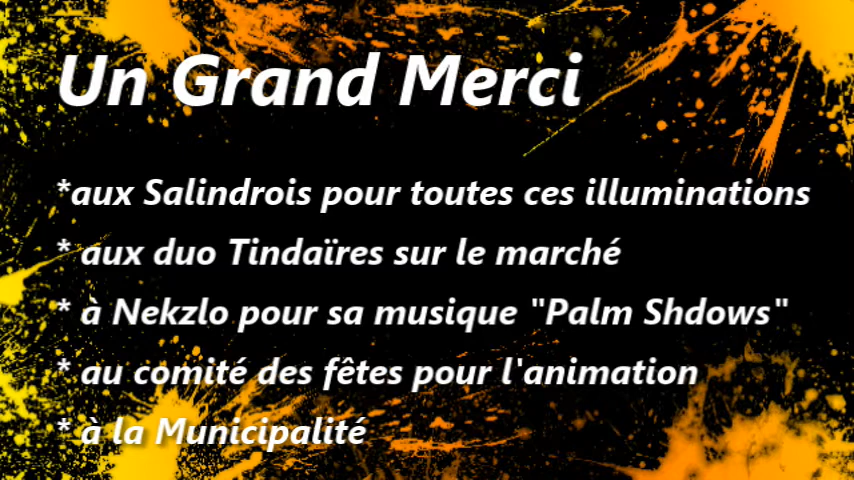 Un Grand Merci
*aux Salindrois pour toutes ces illuminations
* aux duo Tindaïres sur le marché
* à Nekzlo pour sa musique "Palm Shdows"
* au comité des fêtes pour l'animation
* à la Municipalité